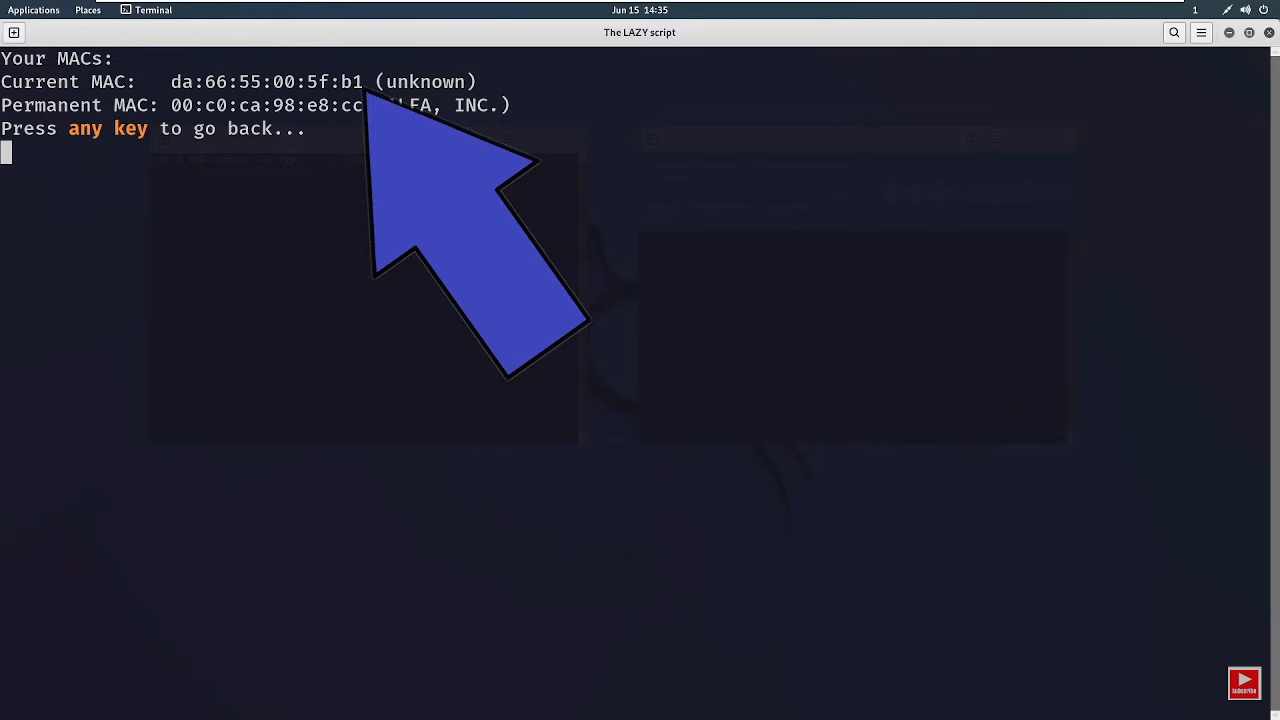 Applications Places Terminal Jun 15 14:35 1
The LAZY script
Your MACs:
Current MAC: da:66:55:00:5f:b1 (unknown)
Permanent MAC: 00:c0:ca:98:e8:cc INC.)
Press any key to go back...
subscribe